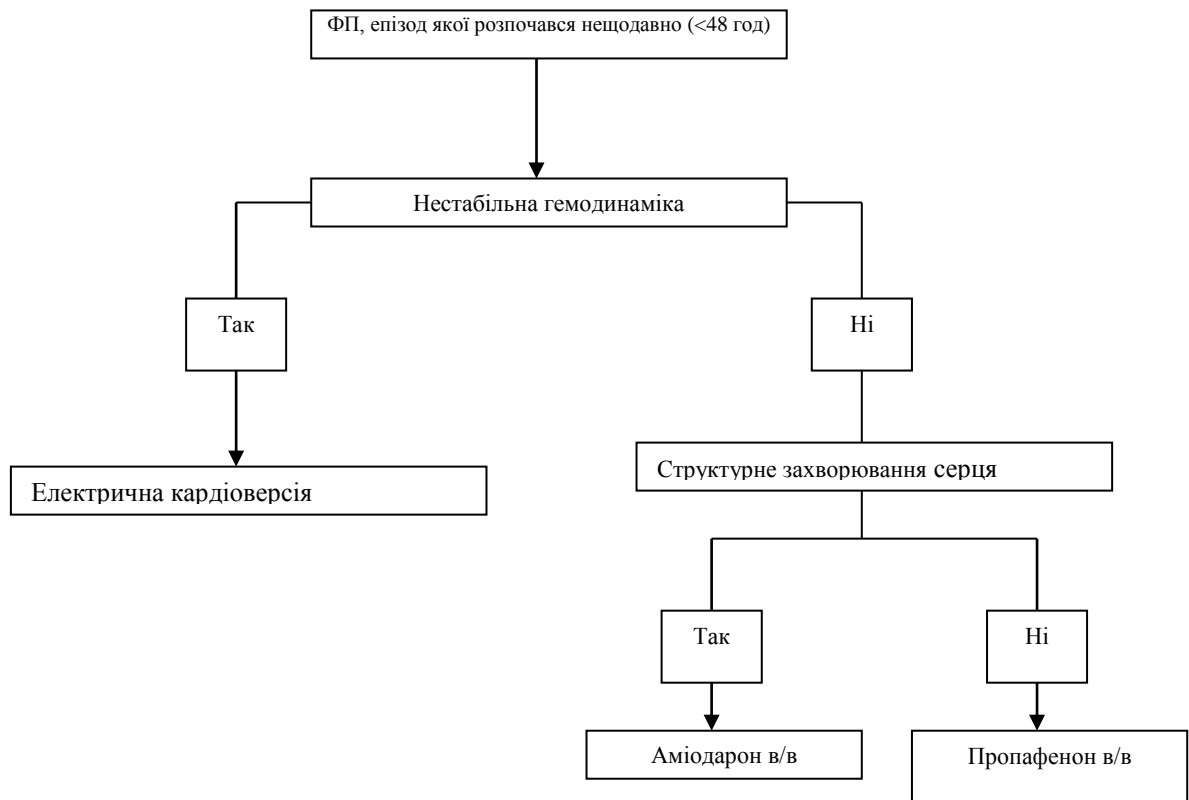 ФП, епізод якої розпочався нещодавно (<48 год)
Нестабільна гемодинаміка
Так
Ні
Електрична кардіоверсія
Структурне захворювання серця
Так
Ні
Аміодарон в/в
Пропафенон в/в